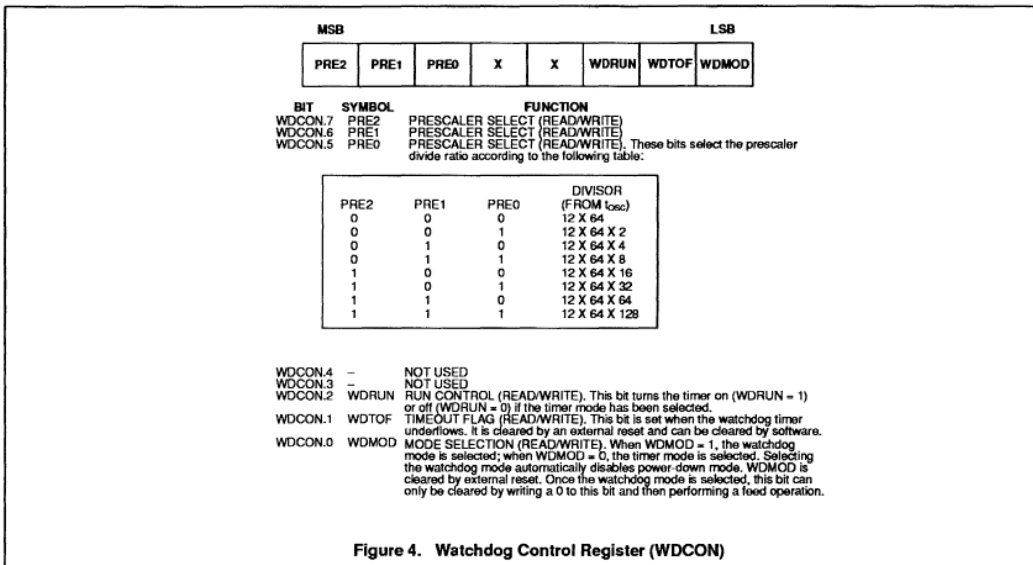 MSB LSB
PRE2 PRE1 PRE0 X X WDRUN WDTOF WDMOD
BIT SYMBOL FUNCTION
WDCON.7 PRE2 PRESCALER SELECT (READ/WRITE)
WDCON.6 PRE1 PRESCALER SELECT (READ/WRITE)
WDCON.5 PRE0 PRESCALER SELECT (READ/WRITE). These bits select the prescaler
divide ratio according to the following table:
DIVISOR
PRE2 PRE1 PRE0 (FROM tosc)
0 0 0 12 X 64
0 0 1 12 X 64 X 2
0 1 0 12 X 64 X 4
0 1 1 12 X 64 X 8
1 0 0 12 X 64 X 16
1 0 1 12 X 64 X 32
1 1 0 12 X 64 X 64
1 1 1 12 X 64 X 128
WDCON.4 – NOT USED
WDCON.3 – NOT USED
WDCON.2 WDRUN RUN CONTROL (READ/WRITE). This bit turns the timer on (WDRUN = 1)
or off (WDRUN = 0) if the timer mode has been selected.
WDCON.1 WDTOF TIMEOUT FLAG (READ/WRITE). This bit is set when the watchdog timer
underflows. It is cleared by an external reset and can be cleared by software.
WDCON.0 WDMOD MODE SELECTION (READ/WRITE). When WDMOD = 1, the watchdog
mode is selected; when WDMOD = 0, the timer mode is selected. Selecting
the watchdog mode automatically disables power-down mode. WDMOD is
cleared by external reset. Once the watchdog mode is selected, this bit can
only be cleared by writing a 0 to this bit and then performing a feed operation.
Figure 4. Watchdog Control Register (WDCON)